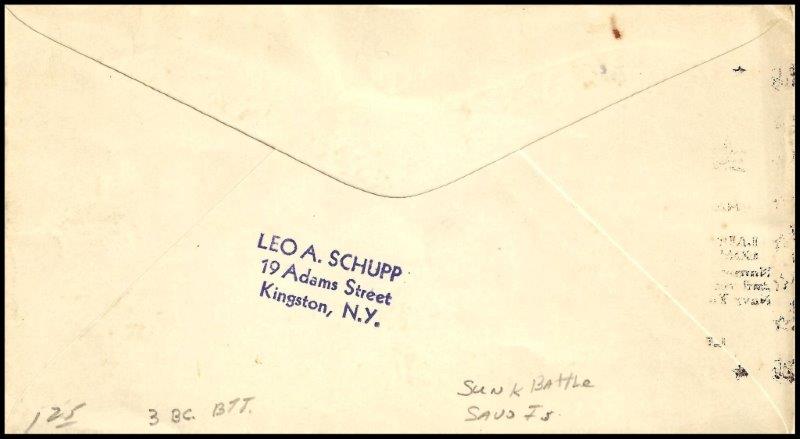 LEO A. SCHUPP
19 Adams Street
Kingston, N.Y.
SUNK BATTLE
SAVO IS.
125
3 BC. BTT.